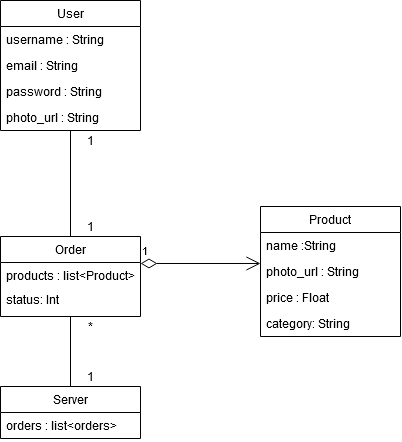 User
username : String
email : String
password : String
photo_url : String
1
1
Order
products : list<Product>
status: Int
1
Product
name :String
photo_url : String
price : Float
category: String
*
1
Server
orders : list<orders>